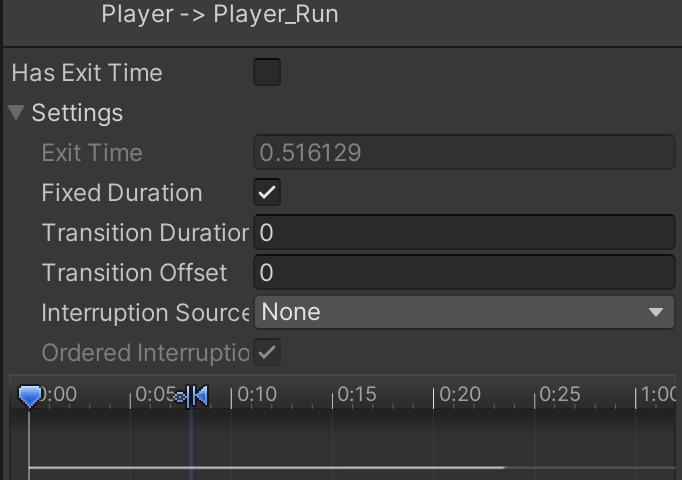 Player -> Player_Run
Has Exit Time
Settings
Exit Time 0.516129
Fixed Duration
Transition Duration 0
Transition Offset 0
Interruption Source None
Ordered Interruptio
0:00 0:05 0:10 0:15 0:20 0:25 1:00